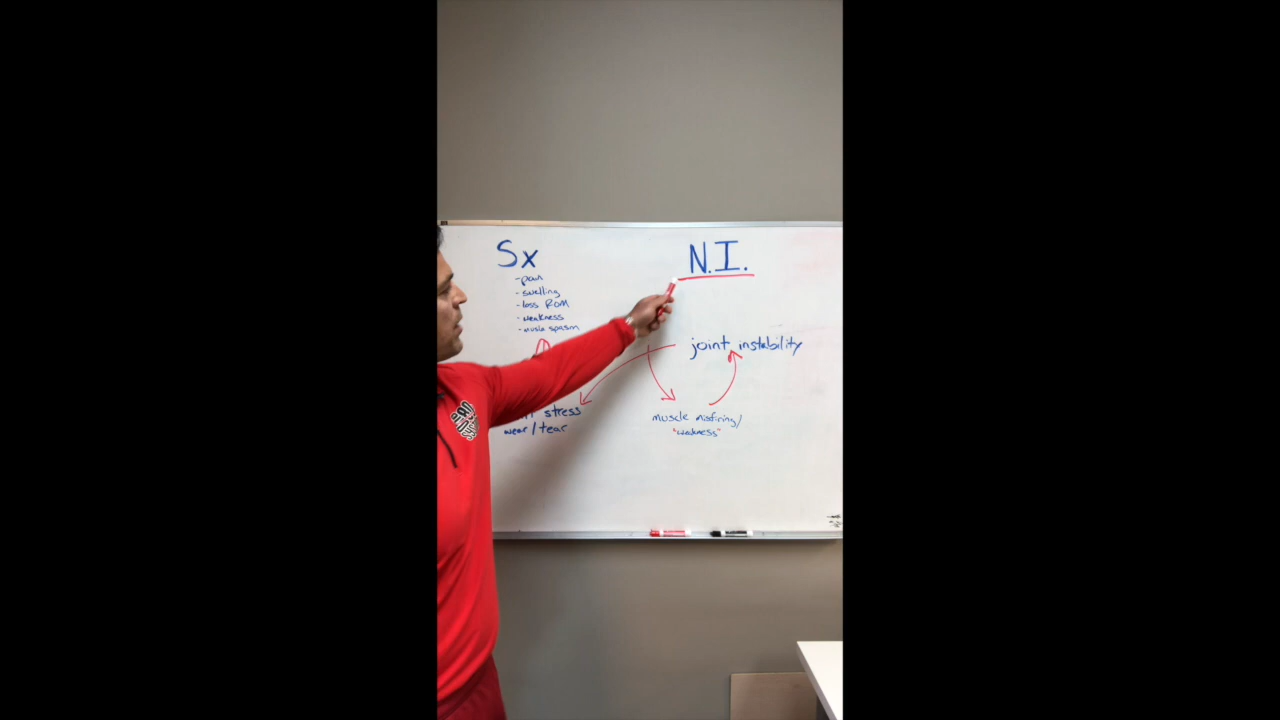 Sx
- pain
- swelling
- loss ROM
- weakness
- muscle spasm
N.I.
joint instability
stress
wear/tear
muscle misfiring/
"weakness"